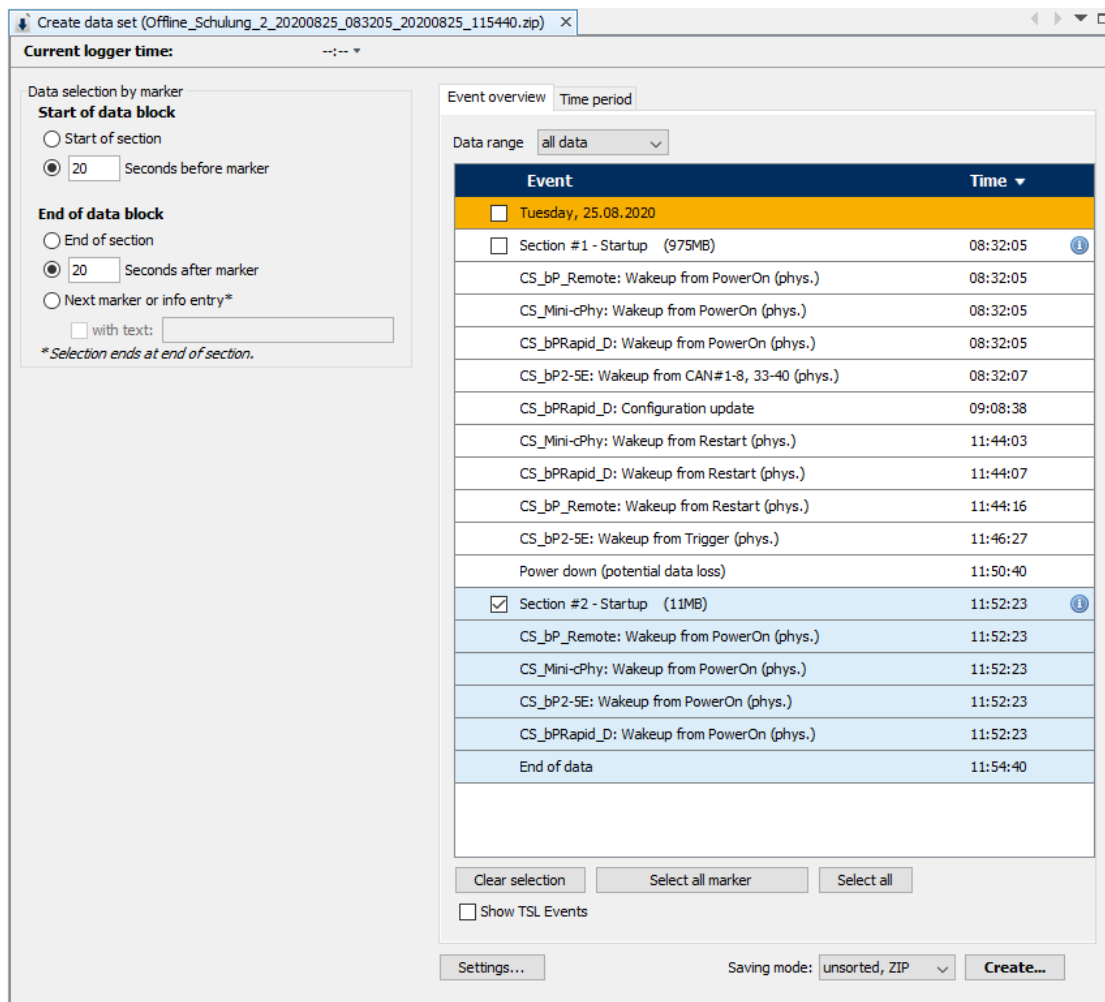 Create data set (Offline_Schulung_2_20200825_083205_20200825_115440.zip)
Current logger time: --:--
Data selection by marker
Start of data block
Start of section
20 Seconds before marker
End of data block
End of section
20 Seconds after marker
Next marker or info entry*
with text:
*Selection ends at end of section.
Event overview Time period
Data range all data
Event Time
Tuesday, 25.08.2020
Section #1 - Startup (975MB) 08:32:05
CS_bP_Remote: Wakeup from PowerOn (phys.) 08:32:05
CS_Mini-cPhy: Wakeup from PowerOn (phys.) 08:32:05
CS_bPRapid_D: Wakeup from PowerOn (phys.) 08:32:05
CS_bP2-5E: Wakeup from CAN#1-8, 33-40 (phys.) 08:32:07
CS_bPRapid_D: Configuration update 09:08:38
CS_Mini-cPhy: Wakeup from Restart (phys.) 11:44:03
CS_bPRapid_D: Wakeup from Restart (phys.) 11:44:07
CS_bP_Remote: Wakeup from Restart (phys.) 11:44:16
CS_bP2-5E: Wakeup from Trigger (phys.) 11:46:27
Power down (potential data loss) 11:50:40
Section #2 - Startup (11MB) 11:52:23
CS_bP_Remote: Wakeup from PowerOn (phys.) 11:52:23
CS_Mini-cPhy: Wakeup from PowerOn (phys.) 11:52:23
CS_bP2-5E: Wakeup from PowerOn (phys.) 11:52:23
CS_bPRapid_D: Wakeup from PowerOn (phys.) 11:52:23
End of data 11:54:40
Clear selection Select all marker Select all
Show TSL Events
Settings... Saving mode: unsorted, ZIP Create...